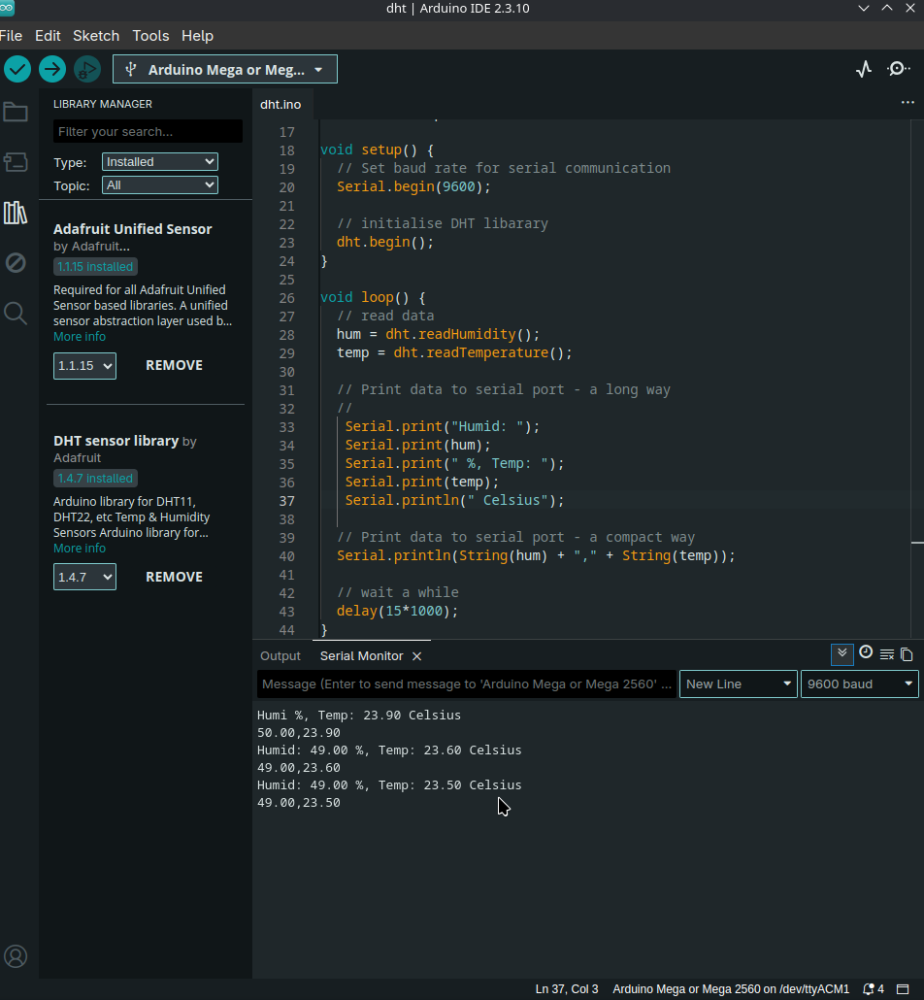 dht | Arduino IDE 2.3.10
File Edit Sketch Tools Help
Arduino Mega or Meg...
LIBRARY MANAGER
Filter your search...
Type: Installed
Topic: All
Adafruit Unified Sensor
by Adafruit...
1.1.15 installed
Required for all Adafruit Unified
Sensor based libraries. A unified
sensor abstraction layer used b...
More info
1.1.15 REMOVE
DHT sensor library by
Adafruit
1.4.7 installed
Arduino library for DHT11,
DHT22, etc Temp & Humidity
Sensors Arduino library for...
More info
1.4.7 REMOVE
dht.ino
17
18 void setup() {
19 // Set baud rate for serial communication
20 Serial.begin(9600);
21
22 // initialise DHT libarary
23 dht.begin();
24 }
25
26 void loop() {
27 // read data
28 hum = dht.readHumidity();
29 temp = dht.readTemperature();
30
31 // Print data to serial port - a long way
32 //
33 Serial.print("Humid: ");
34 Serial.print(hum);
35 Serial.print(" %, Temp: ");
36 Serial.print(temp);
37 Serial.println(" Celsius");
38
39 // Print data to serial port - a compact way
40 Serial.println(String(hum) + "," + String(temp));
41
42 // wait a while
43 delay(15*1000);
44 }
Output Serial Monitor
Message (Enter to send message to 'Arduino Mega or Mega 2560' ... New Line 9600 baud
Humi %, Temp: 23.90 Celsius
50.00,23.90
Humid: 49.00 %, Temp: 23.60 Celsius
49.00,23.60
Humid: 49.00 %, Temp: 23.50 Celsius
49.00,23.50
Ln 37, Col 3 Arduino Mega or Mega 2560 on /dev/ttyACM1 4